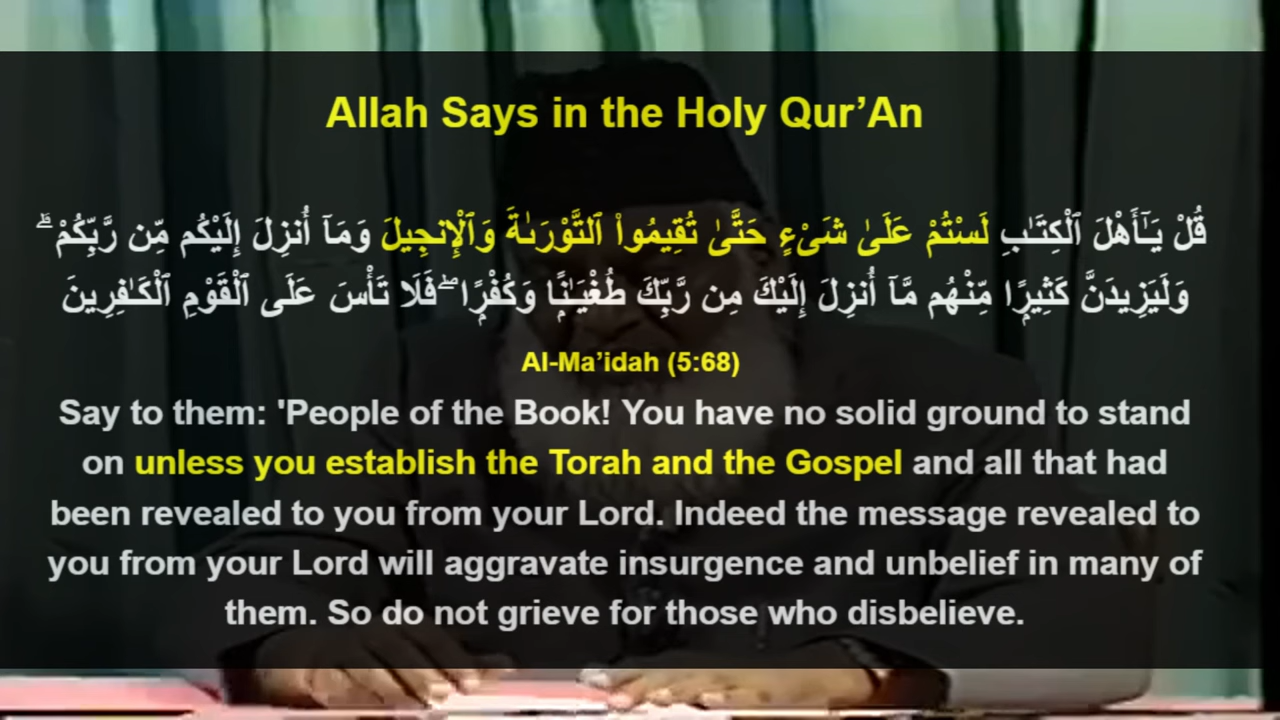 Allah Says in the Holy Qur’An
قُلْ يَـٰٓأَهْلَ ٱلْكِتَـٰبِ لَسْتُمْ عَلَىٰ شَىْءٍ حَتَّىٰ تُقِيمُوا۟ ٱلتَّوْرَىٰةَ وَٱلْإِنجِيلَ وَمَآ أُنزِلَ إِلَيْكُم مِّن رَّبِّكُمْ ۗ
وَلَيَزِيدَنَّ كَثِيرًۭا مِّنْهُم مَّآ أُنزِلَ إِلَيْكَ مِن رَّبِّكَ طُغْيَـٰنًۭا وَكُفْرًۭا ۖ فَلَا تَأْسَ عَلَى ٱلْقَوْمِ ٱلْكَـٰفِرِينَ
Al-Ma’idah (5:68)
Say to them: 'People of the Book! You have no solid ground to stand
on unless you establish the Torah and the Gospel and all that had
been revealed to you from your Lord. Indeed the message revealed to
you from your Lord will aggravate insurgence and unbelief in many of
them. So do not grieve for those who disbelieve.